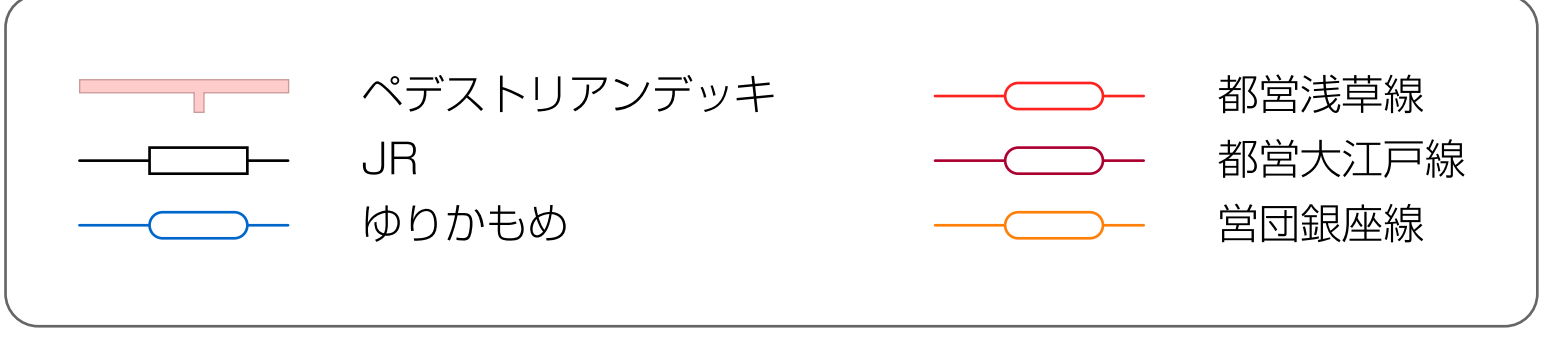 ペデストリアンデッキ
JR
ゆりかもめ
都営浅草線
都営大江戸線
営団銀座線